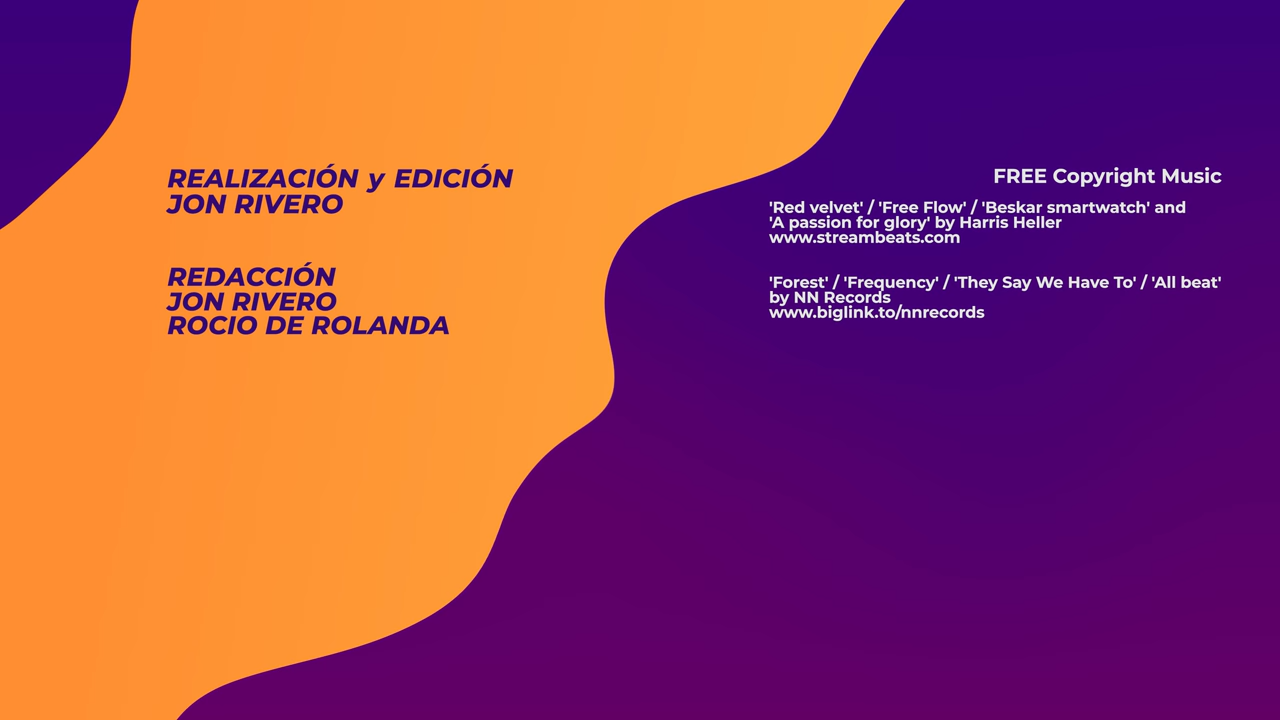 REALIZACIÓN y EDICIÓN
JON RIVERO
REDACCIÓN
JON RIVERO
ROCIO DE ROLANDA
FREE Copyright Music
'Red velvet' / 'Free Flow' / 'Beskar smartwatch' and
'A passion for glory' by Harris Heller
www.streambeats.com
'Forest' / 'Frequency' / 'They Say We Have To' / 'All beat'
by NN Records
www.biglink.to/nnrecords